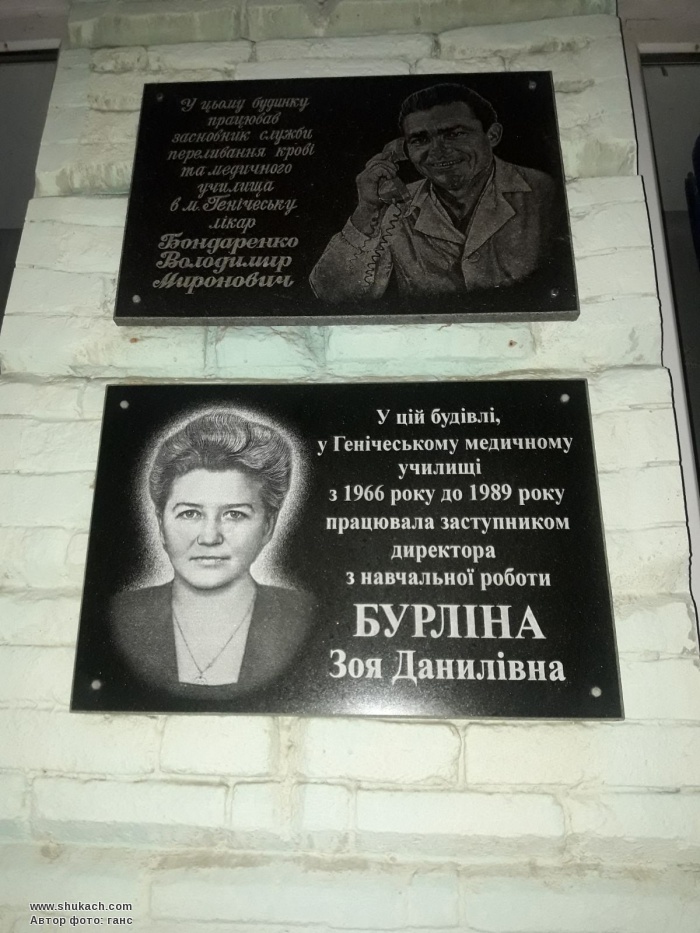 У цьому будинку
працював
засновник служби
переливання крові
та медичного
училища
в м. Генічеську
лікар
Бондаренко
Володимир
Миронович
У цій будівлі,
у Генічеському медичному
училищі
з 1966 року до 1989 року
працювала заступником
директора
з навчальної роботи
БУРЛІНА
Зоя Данилівна
www.shukach.com
Автор фото: ганс